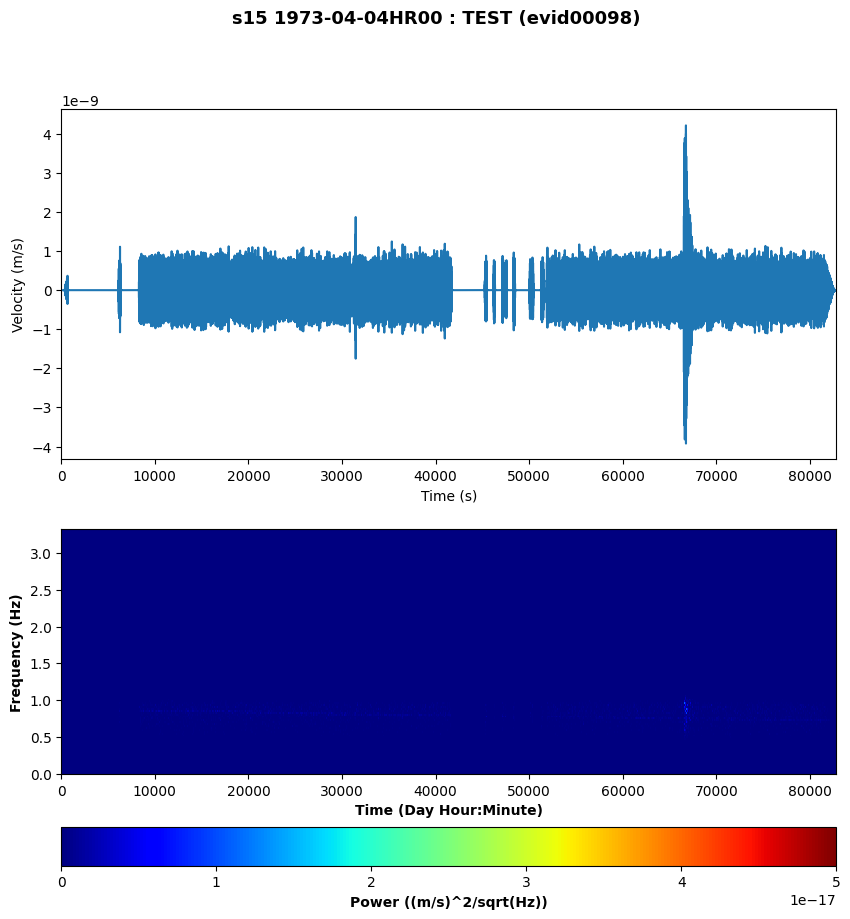 s15 1973-04-04HR00 : TEST (evid00098)
1e−9
4
3
2
1
0
−1
−2
−3
−4
Velocity (m/s)
0 10000 20000 30000 40000 50000 60000 70000 80000
Time (s)
3.0
2.5
2.0
1.5
1.0
0.5
0.0
Frequency (Hz)
0 10000 20000 30000 40000 50000 60000 70000 80000
Time (Day Hour:Minute)
0 1 2 3 4 5
1e−17
Power ((m/s)^2/sqrt(Hz))